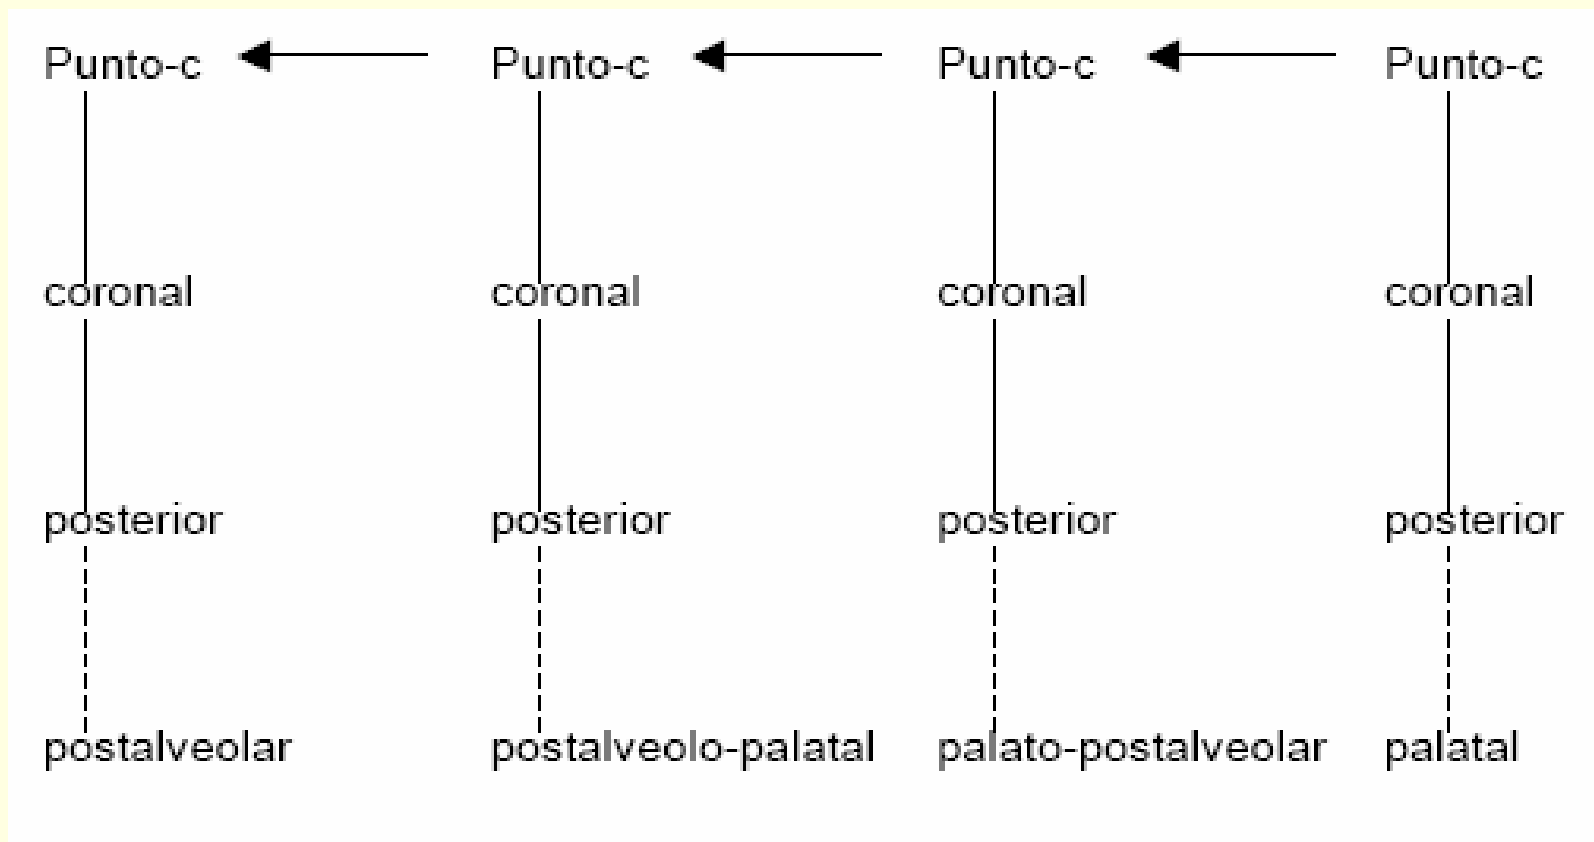 Punto-c Punto-c Punto-c Punto-c
coronal coronal coronal coronal
posterior posterior posterior posterior
postalveolar postalveolo-palatal palato-postalveolar palatal